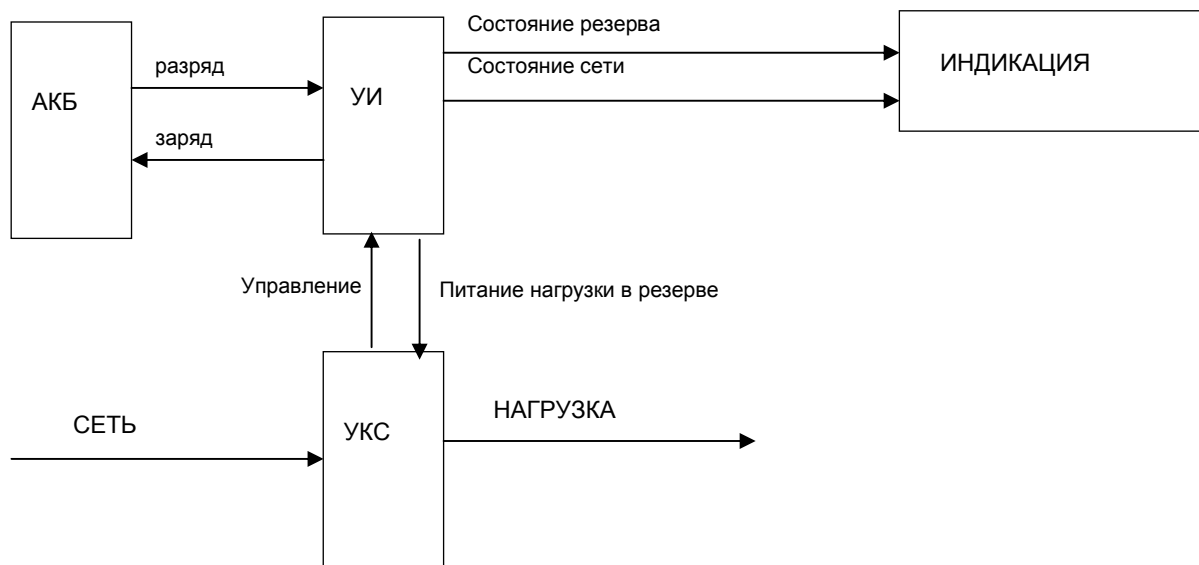 Состояние резерва
разряд
Состояние сети
ИНДИКАЦИЯ
АКБ
УИ
заряд
Управление
Питание нагрузки в резерве
СЕТЬ
НАГРУЗКА
УКС